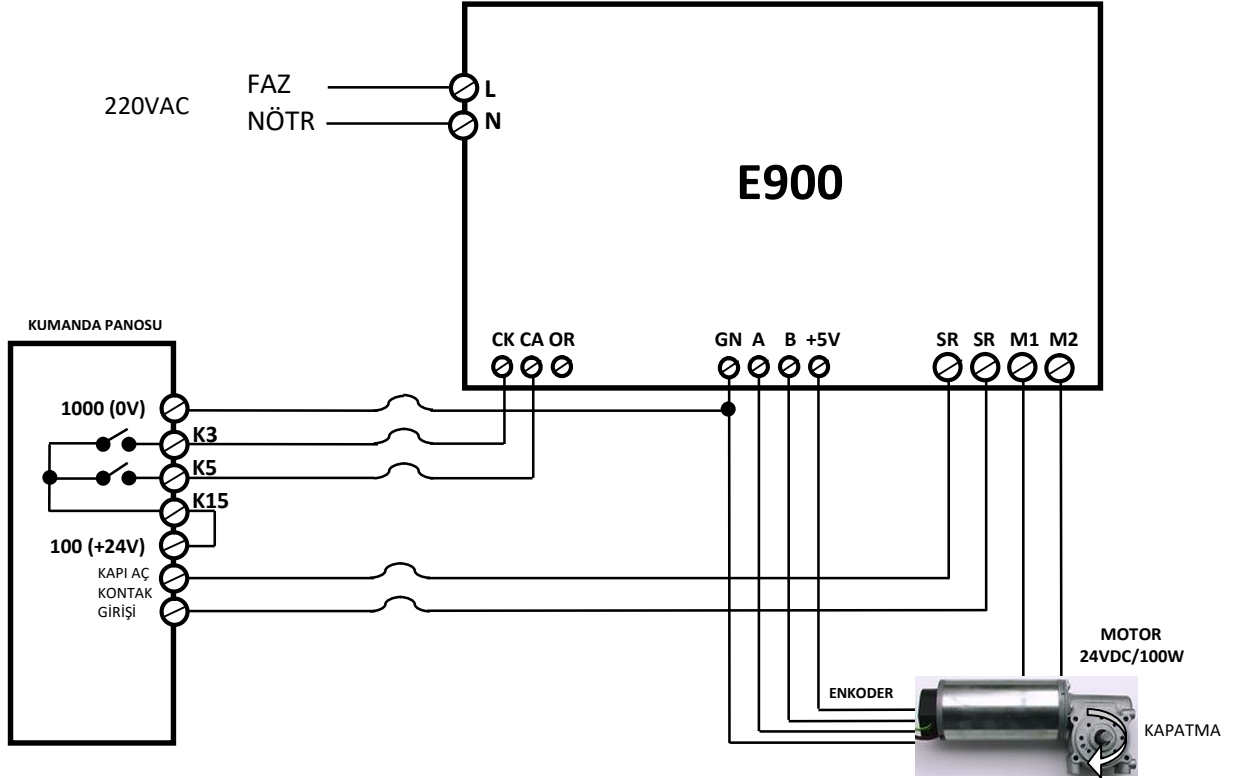 FAZ
220VAC
NÖTR
L
N
E900
KUMANDA PANOSU
CK CA OR
GN A B +5V
SR SR M1 M2
1000 (0V)
K3
K5
K15
100 (+24V)
KAPI AÇ
KONTAK
GİRİŞİ
MOTOR
24VDC/100W
ENKODER
KAPATMA